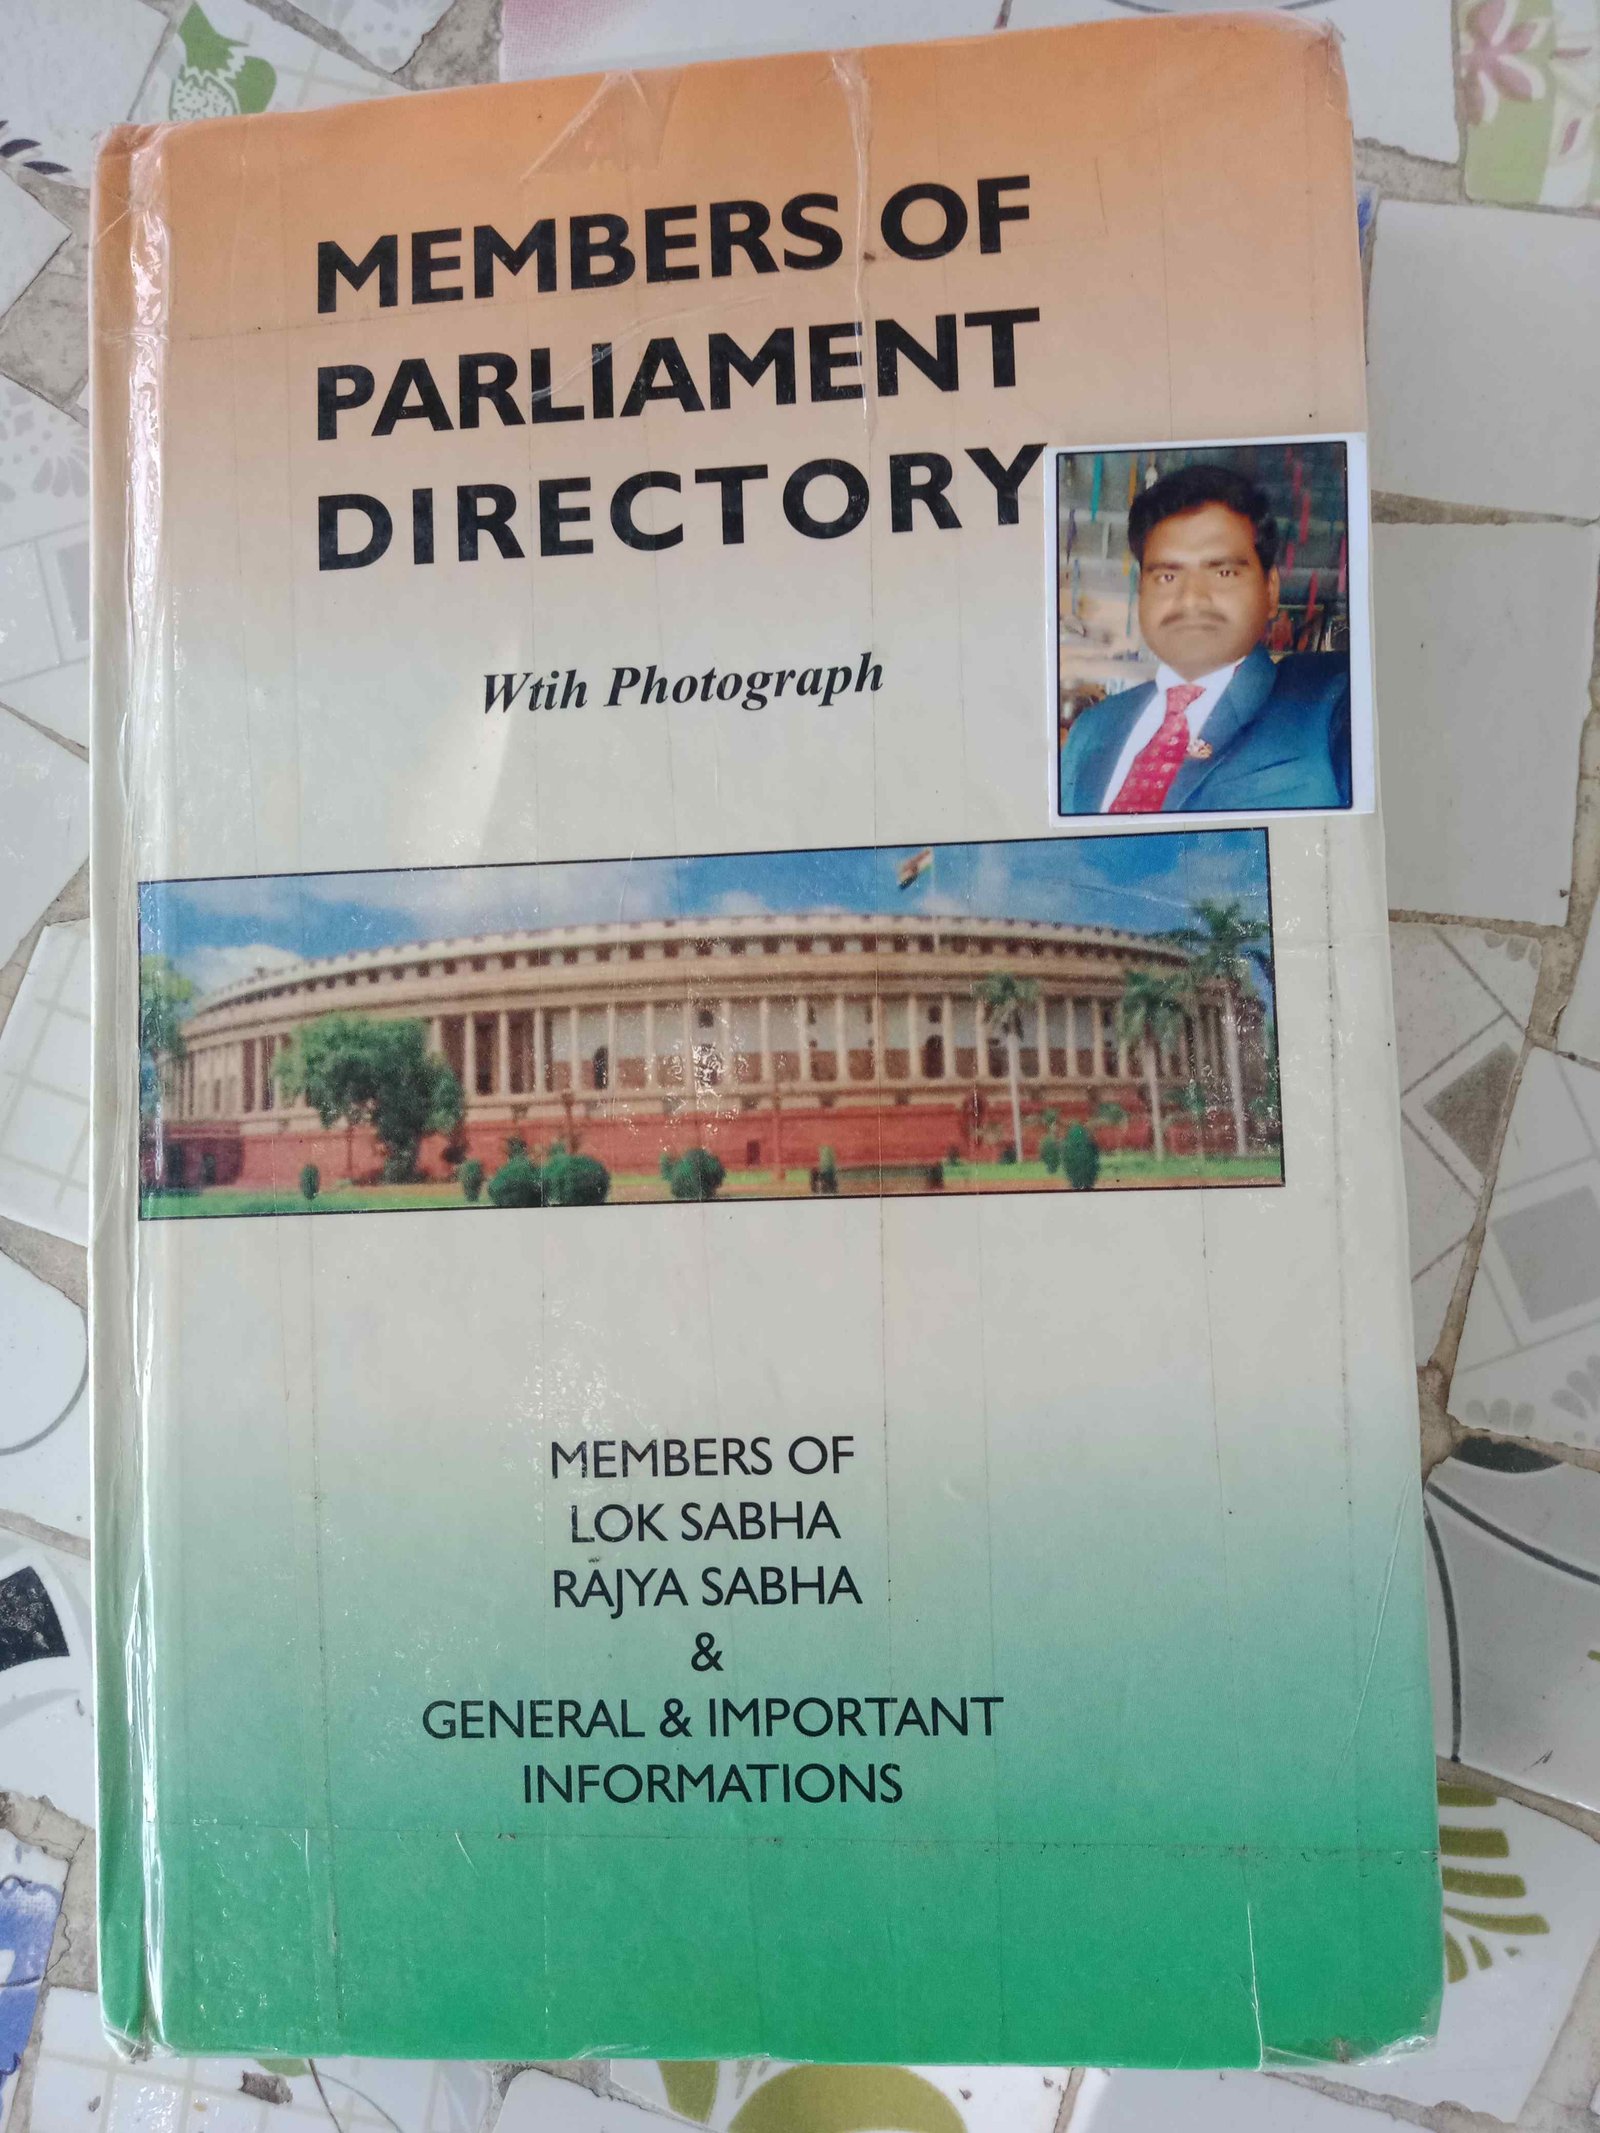 MEMBERS OF
PARLIAMENT
DIRECTORY
Wtih Photograph
MEMBERS OF
LOK SABHA
RAJYA SABHA
&
GENERAL & IMPORTANT
INFORMATIONS